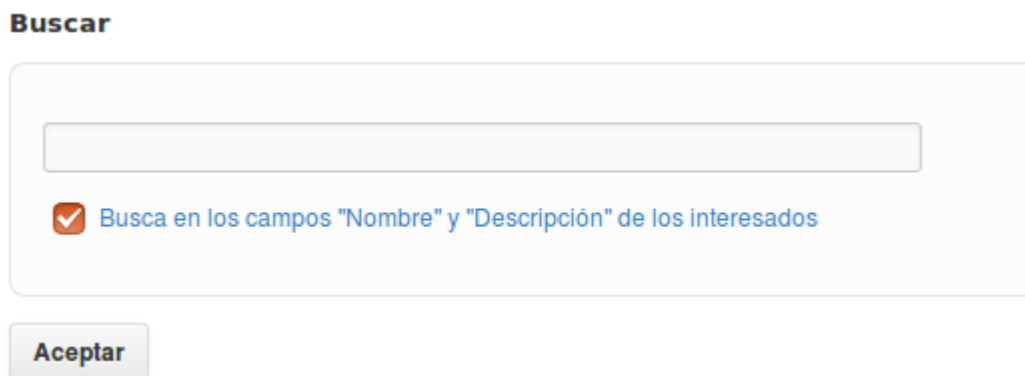 Buscar
Busca en los campos "Nombre" y "Descripción" de los interesados
Aceptar